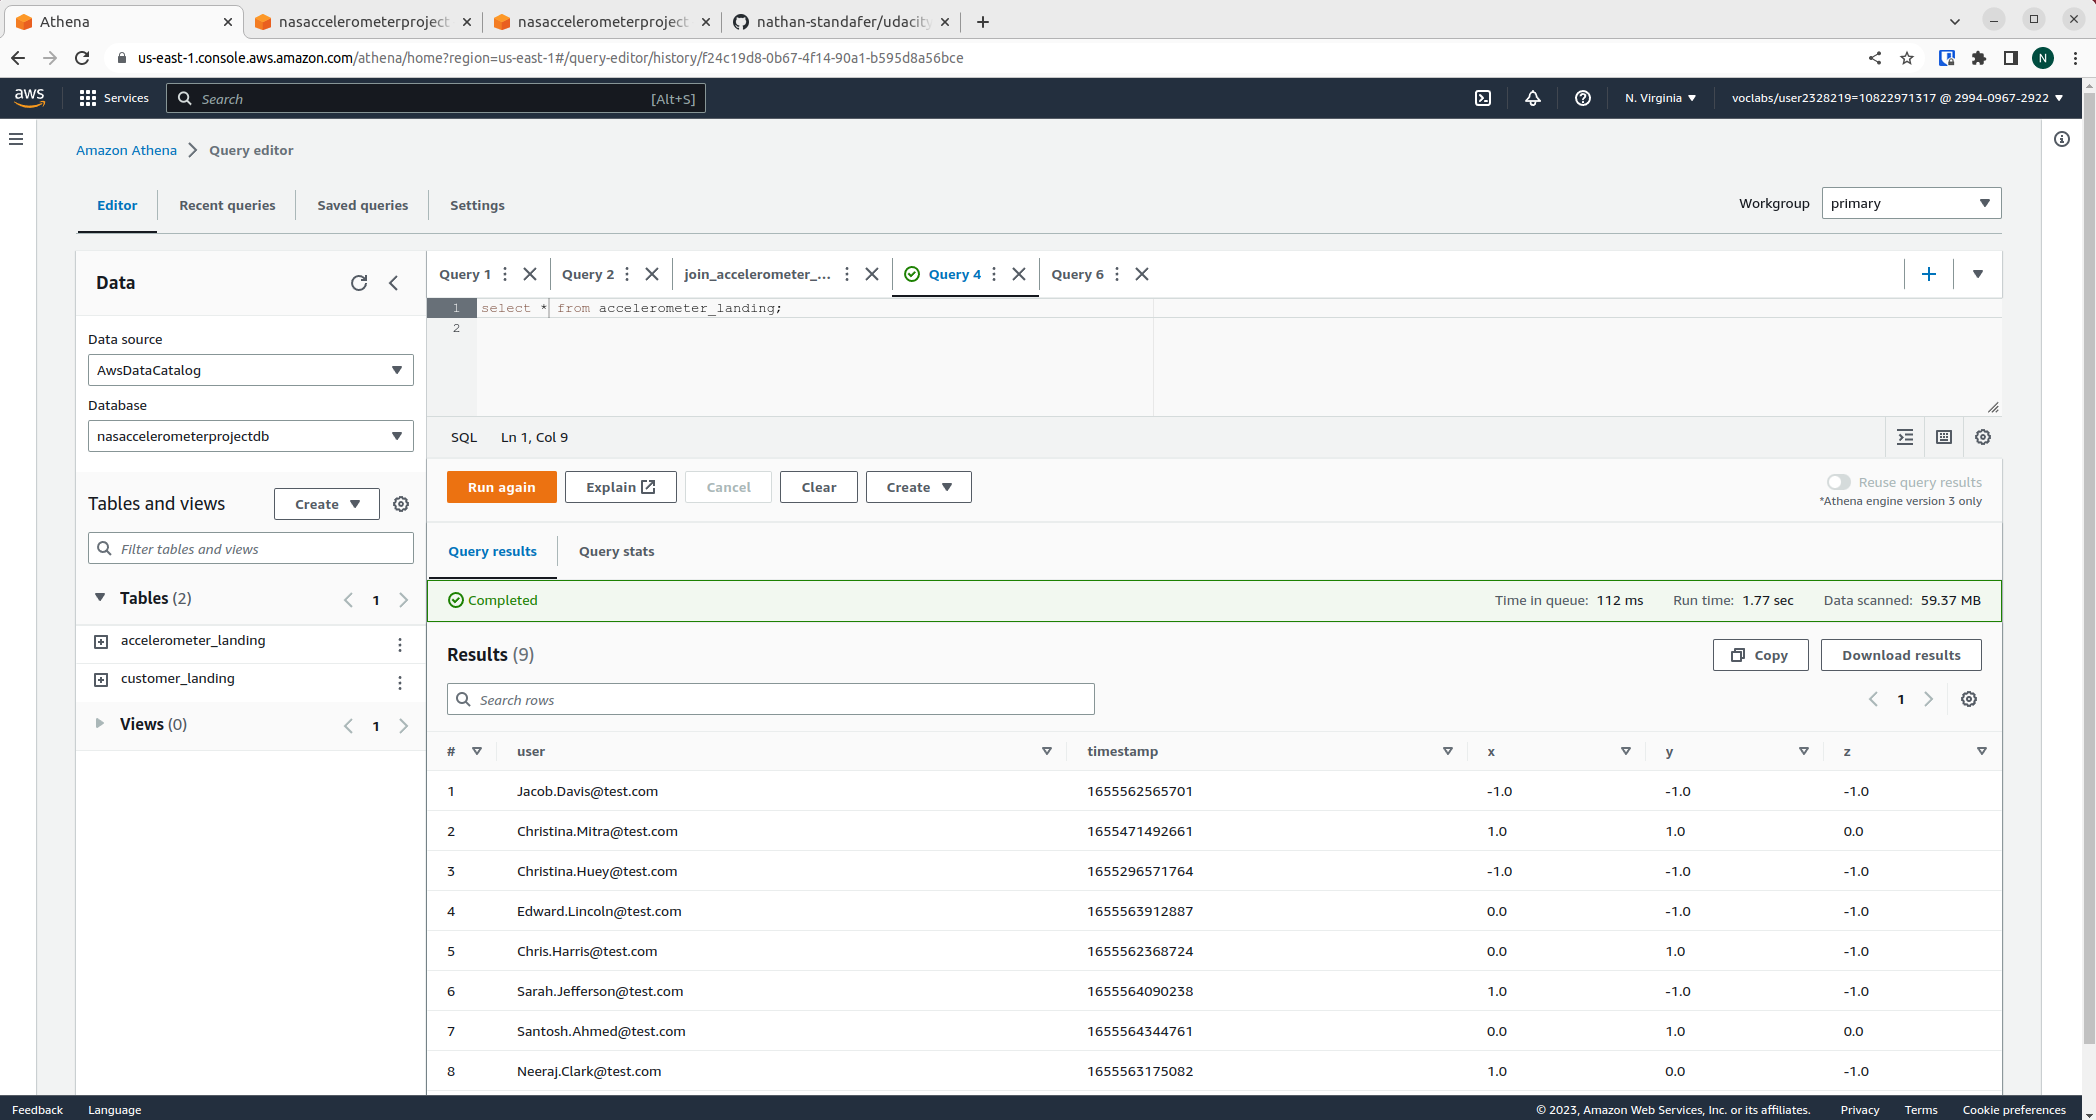 Athena
nasaccelerometerproject
nasaccelerometerproject
nathan-standafer/udacity
us-east-1.console.aws.amazon.com/athena/home?region=us-east-1#/query-editor/history/f24c19d8-0b67-4f14-90a1-b595d8a56bce
N
aws
Services
Search
[Alt+S]
N. Virginia
voclabs/user2328219=10822971317 @ 2994-0967-2922
Amazon Athena
Query editor
Editor
Recent queries
Saved queries
Settings
Workgroup
primary
Data
Data source
AwsDataCatalog
Database
nasaccelerometerprojectdb
Tables and views
Create
Filter tables and views
Tables (2)
1
accelerometer_landing
customer_landing
Views (0)
1
Query 1
Query 2
join_accelerometer_...
Query 4
Query 6
1 select * from accelerometer_landing;
2
SQL
Ln 1, Col 9
Run again
Explain
Cancel
Clear
Create
Reuse query results
*Athena engine version 3 only
Query results
Query stats
Completed
Time in queue: 112 ms
Run time: 1.77 sec
Data scanned: 59.37 MB
Results (9)
Copy
Download results
Search rows
1
# user timestamp x y z
1 Jacob.Davis@test.com 1655562565701 -1.0 -1.0 -1.0
2 Christina.Mitra@test.com 1655471492661 1.0 1.0 0.0
3 Christina.Huey@test.com 1655296571764 -1.0 -1.0 -1.0
4 Edward.Lincoln@test.com 1655563912887 0.0 -1.0 -1.0
5 Chris.Harris@test.com 1655562368724 0.0 1.0 -1.0
6 Sarah.Jefferson@test.com 1655564090238 1.0 -1.0 -1.0
7 Santosh.Ahmed@test.com 1655564344761 0.0 1.0 0.0
8 Neeraj.Clark@test.com 1655563175082 1.0 0.0 -1.0
Feedback
Language
© 2023, Amazon Web Services, Inc. or its affiliates.
Privacy
Terms
Cookie preferences